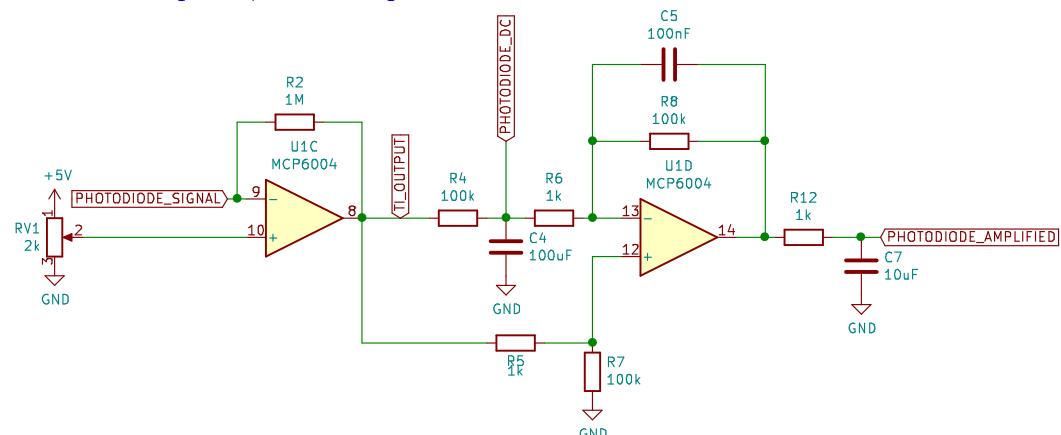 C5
100nF
PHOTODIODE_DC
R2
1M
R8
100k
U1C
MCP6004
TI_OUTPUT
U1D
MCP6004
+5V
PHOTODIODE_SIGNAL
9
-
R4
100k
R6
1k
1
RV1
2k
2
3
GND
10
+
8
13
-
12
+
14
R12
1k
PHOTODIODE_AMPLIFIED
C4
100uF
GND
C7
10uF
GND
R5
1k
R7
100k
GND